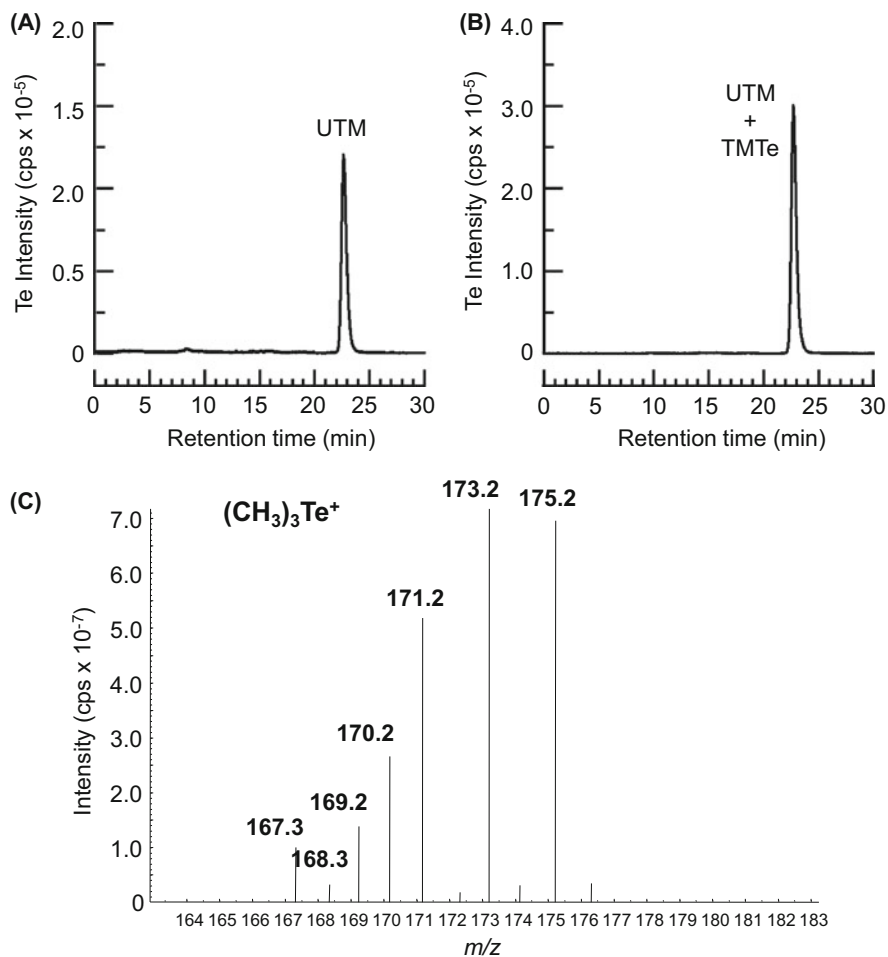 (A)
2.0
1.5
2.0
0.5
0
Te Intensity (cps x 10-5)
UTM
0 5 10 15 20 25 30
Retention time (min)
(B)
4.0
3.0
2.0
1.0
0
Te Intensity (cps x 10-5)
UTM
+
TMTe
0 5 10 15 20 25 30
Retention time (min)
(C)
(CH3)3Te+
7.0
6.0
5.0
4.0
3.0
2.0
1.0
0
Intensity (cps x 10-7)
173.2
175.2
171.2
170.2
169.2
167.3
168.3
164 165 166 167 168 169 170 171 172 173 174 175 176 177 178 179 180 181 182 183
m/z